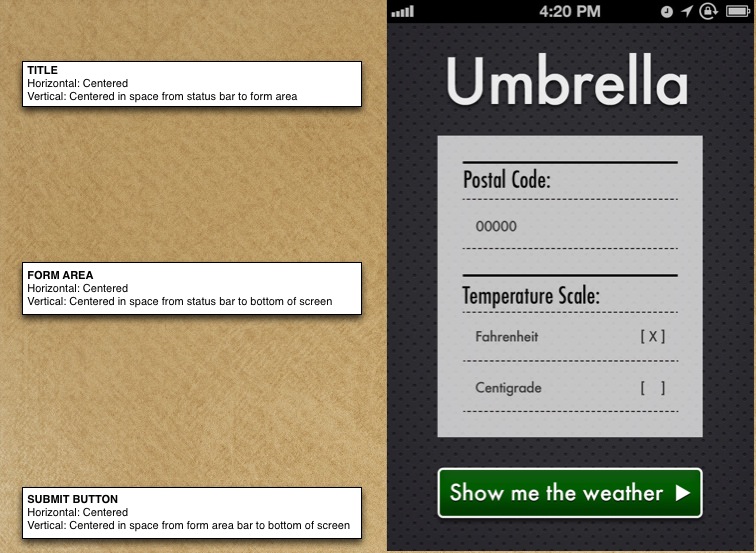 TITLE
Horizontal: Centered
Vertical: Centered in space from status bar to form area
FORM AREA
Horizontal: Centered
Vertical: Centered in space from status bar to bottom of screen
SUBMIT BUTTON
Horizontal: Centered
Vertical: Centered in space from form area bar to bottom of screen
4:20 PM
Umbrella
Postal Code:
00000
Temperature Scale:
Fahrenheit [ X ]
Centigrade [ ]
Show me the weather